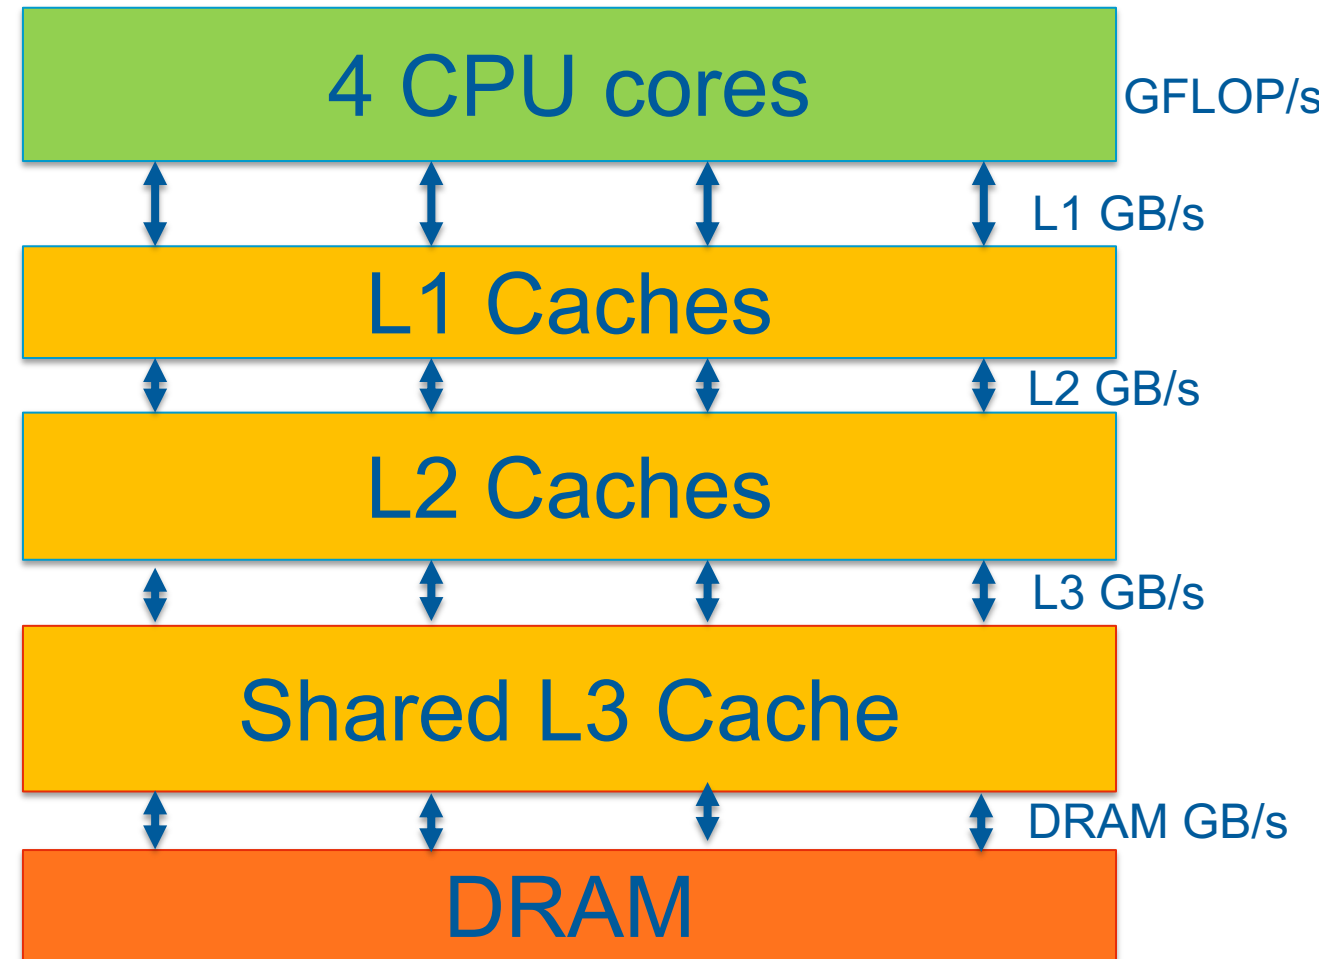 4 CPU cores
GFLOP/s
L1 GB/s
L1 Caches
L2 GB/s
L2 Caches
L3 GB/s
Shared L3 Cache
DRAM GB/s
DRAM